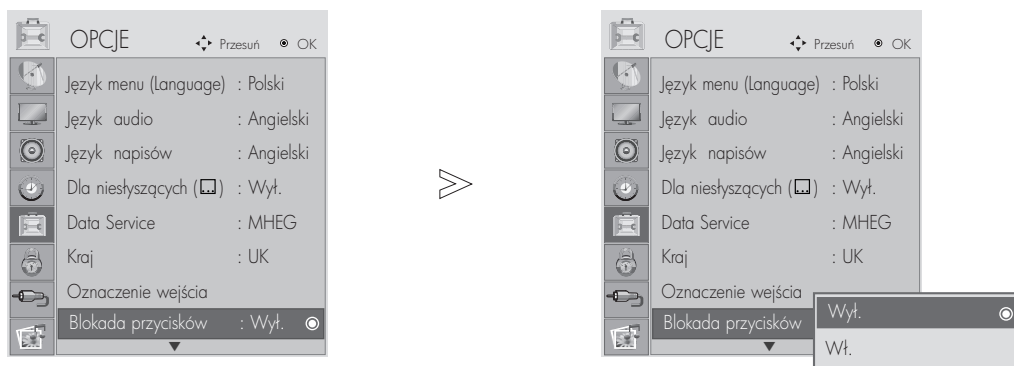 OPCJE Przesuń OK
Język menu (Language) : Polski
Język audio : Angielski
Język napisów : Angielski
Dla niesłyszących ( ) : Wył.
Data Service : MHEG
Kraj : UK
Oznaczenie wejścia
Blokada przycisków : Wył.
OPCJE Przesuń OK
Język menu (Language) : Polski
Język audio : Angielski
Język napisów : Angielski
Dla niesłyszących ( ) : Wył.
Data Service : MHEG
Kraj : UK
Oznaczenie wejścia
Blokada przycisków
Wył.
Wł.